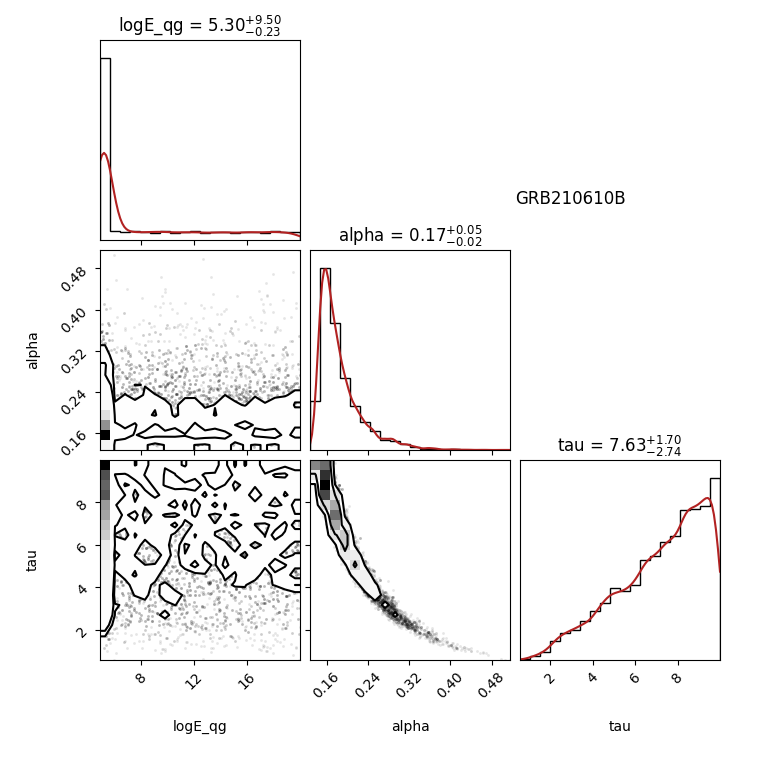 logE_qg = 5.30+9.50 −0.23
GRB210610B
alpha = 0.17+0.05 −0.02
0.48
0.40
0.32
0.24
0.16
alpha
tau = 7.63+1.70 −2.74
8
6
4
2
tau
8 12 16
0.16 0.24 0.32 0.40 0.48
2 4 6 8
logE_qg alpha tau